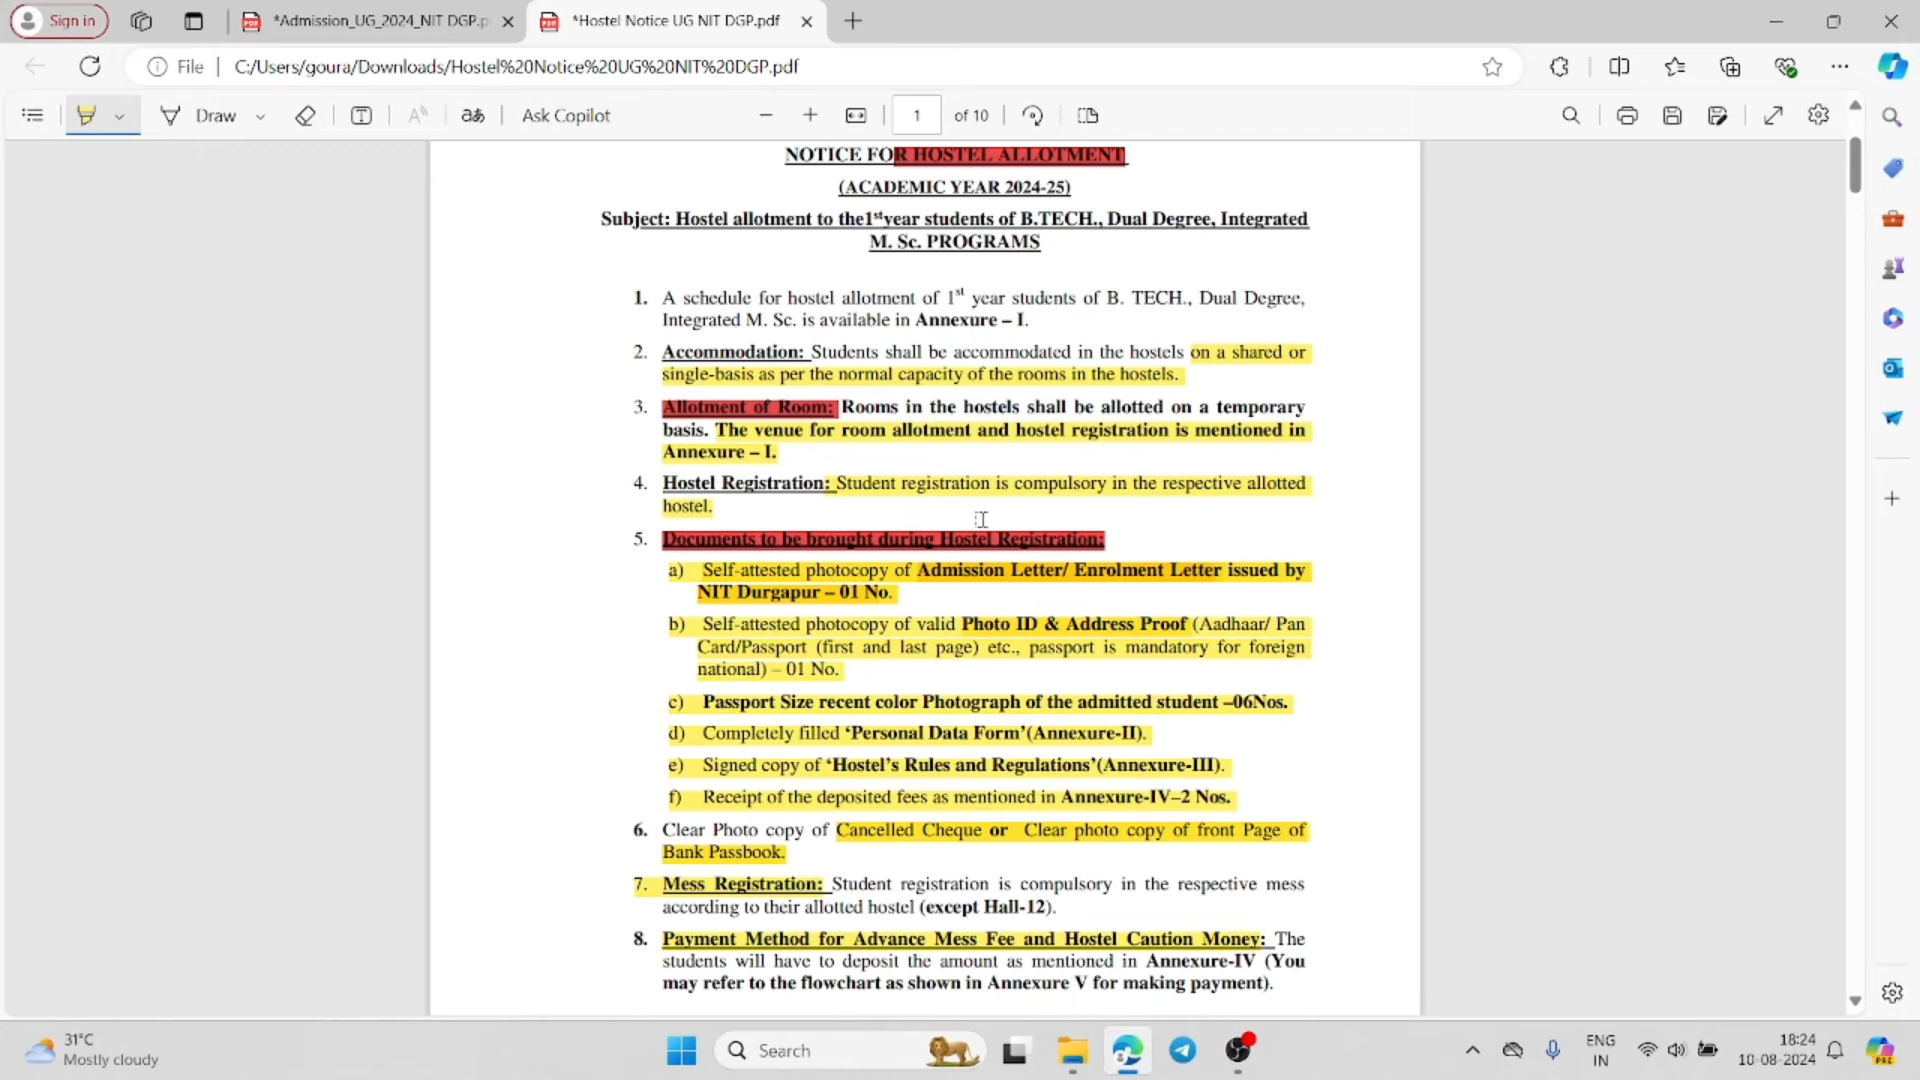 Sign in
*Admission_UG_2024_NIT DGP.p
*Hostel Notice UG NIT DGP.pdf
File
C:/Users/goura/Downloads/Hostel%20Notice%20UG%20NIT%20DGP.pdf
Draw
Ask Copilot
1 of 10
NOTICE FOR HOSTEL ALLOTMENT
(ACADEMIC YEAR 2024-25)
Subject: Hostel allotment to the1st year students of B.TECH., Dual Degree, Integrated
M. Sc. PROGRAMS
1. A schedule for hostel allotment of 1st year students of B. TECH., Dual Degree,
Integrated M. Sc. is available in Annexure – I.
2. Accommodation: Students shall be accommodated in the hostels on a shared or
single-basis as per the normal capacity of the rooms in the hostels.
3. Allotment of Room: Rooms in the hostels shall be allotted on a temporary
basis. The venue for room allotment and hostel registration is mentioned in
Annexure – I.
4. Hostel Registration: Student registration is compulsory in the respective allotted
hostel.
5. Documents to be brought during Hostel Registration:
a) Self-attested photocopy of Admission Letter/ Enrolment Letter issued by
NIT Durgapur – 01 No.
b) Self-attested photocopy of valid Photo ID & Address Proof (Aadhaar/ Pan
Card/Passport (first and last page) etc., passport is mandatory for foreign
national) – 01 No.
c) Passport Size recent color Photograph of the admitted student –06Nos.
d) Completely filled ‘Personal Data Form’(Annexure-II).
e) Signed copy of ‘Hostel’s Rules and Regulations’(Annexure-III).
f) Receipt of the deposited fees as mentioned in Annexure-IV–2 Nos.
6. Clear Photo copy of Cancelled Cheque or Clear photo copy of front Page of
Bank Passbook.
7. Mess Registration: Student registration is compulsory in the respective mess
according to their allotted hostel (except Hall-12).
8. Payment Method for Advance Mess Fee and Hostel Caution Money: The
students will have to deposit the amount as mentioned in Annexure-IV (You
may refer to the flowchart as shown in Annexure V for making payment).
31°C
Mostly cloudy
Search
ENG
IN
18:24
10-08-2024